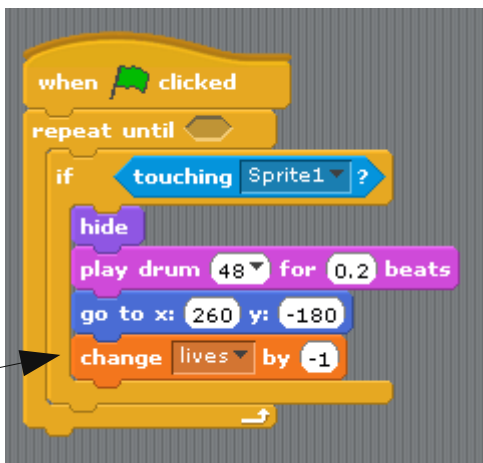 when clicked
repeat until
if touching Sprite1 ?
hide
play drum 48 for 0.2 beats
go to x: 260 y: -180
change lives by -1